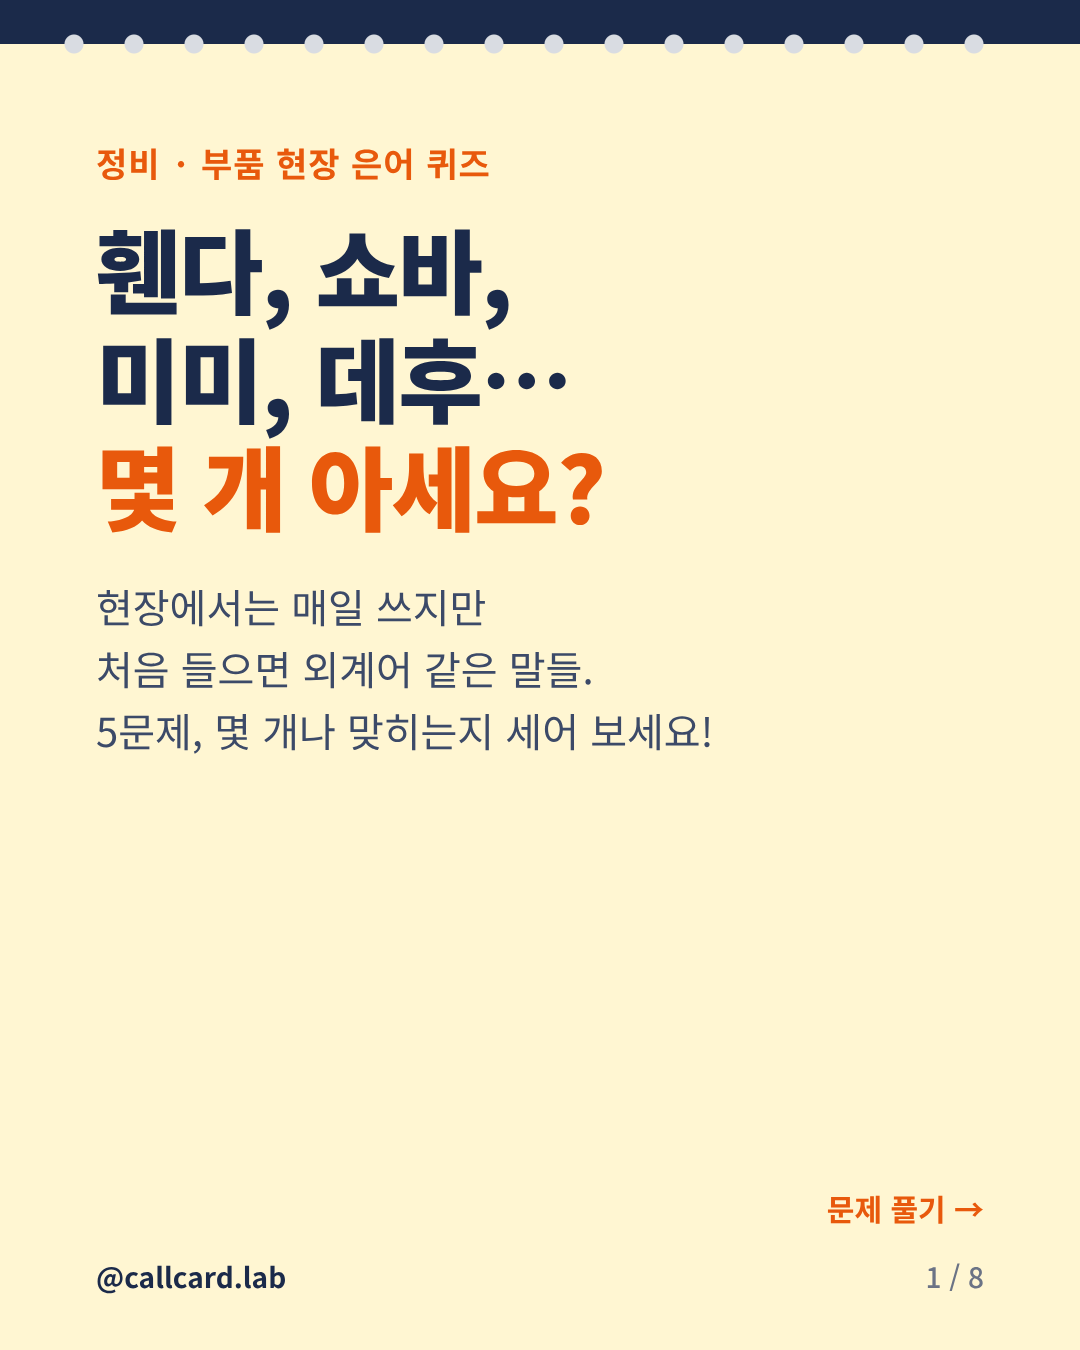 정비 · 부품 현장 은어 퀴즈
휀다, 쇼바,
미미, 데후…
몇 개 아세요?
현장에서는 매일 쓰지만
처음 들으면 외계어 같은 말들.
5문제, 몇 개나 맞히는지 세어 보세요!
문제 풀기 →
@callcard.lab
1 / 8